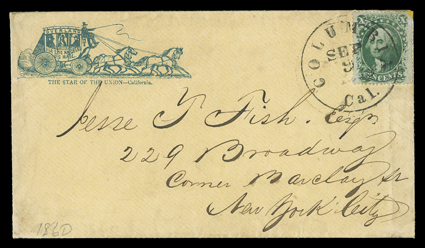 THE STAR OF THE UNION—California.
COLUMBIA
SEP
9
Cal.
CENTS
Jesse T Fish. Esqr
229 Broadway
Corner Barclay St
New York City
1860